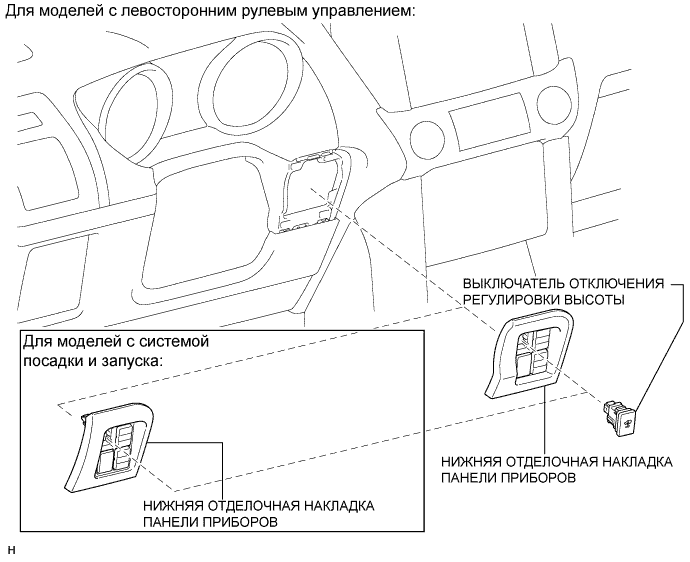 Для моделей с левосторонним рулевым управлением:
ВЫКЛЮЧАТЕЛЬ ОТКЛЮЧЕНИЯ
РЕГУЛИРОВКИ ВЫСОТЫ
Для моделей с системой
посадки и запуска:
НИЖНЯЯ ОТДЕЛОЧНАЯ НАКЛАДКА
ПАНЕЛИ ПРИБОРОВ
НИЖНЯЯ ОТДЕЛОЧНАЯ НАКЛАДКА
ПАНЕЛИ ПРИБОРОВ
н